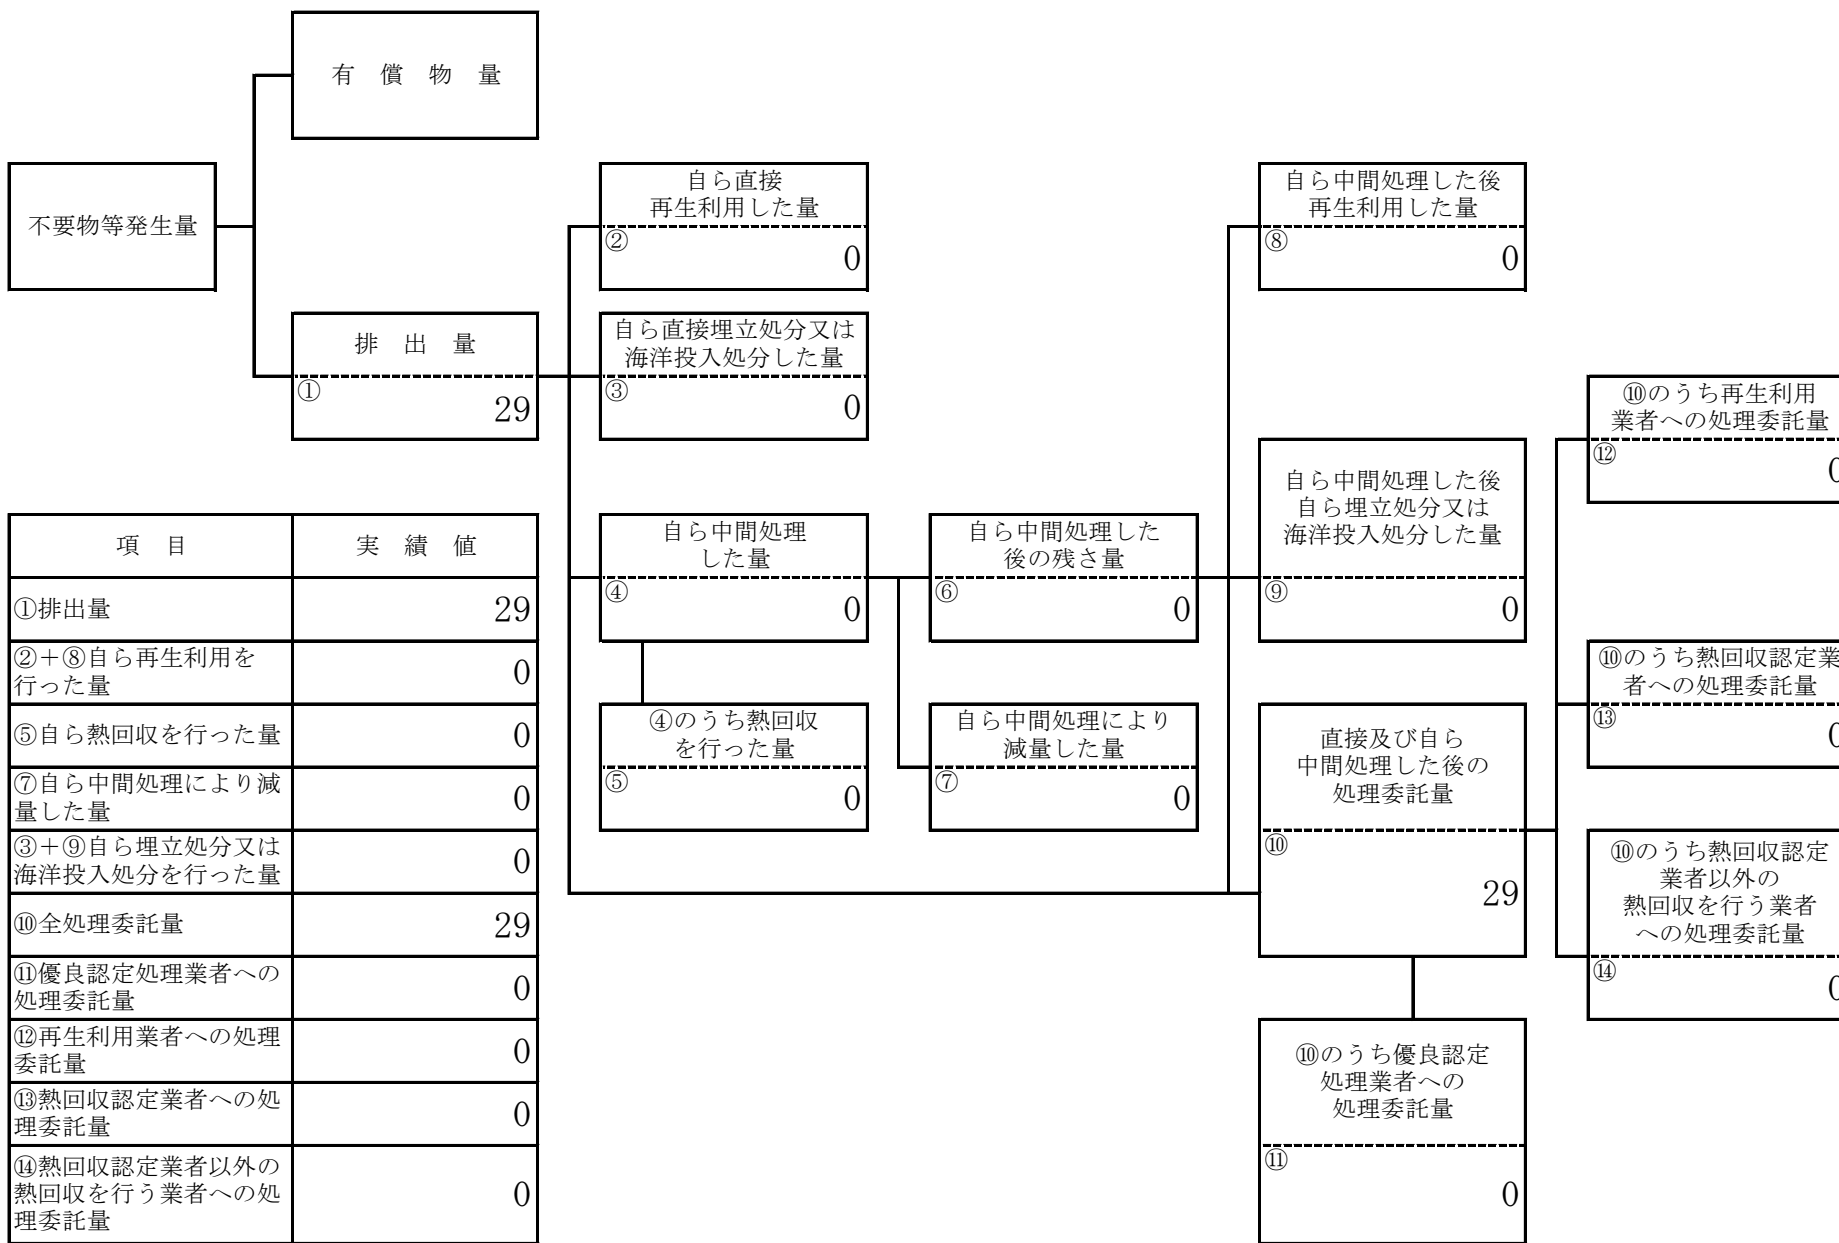 有 償 物 量
不要物等発生量
排 出 量
①
29
自ら直接
再生利用した量
②
0
自ら直接埋立処分又は
海洋投入処分した量
③
0
自ら中間処理
した量
④
0
④のうち熱回収
を行った量
⑤
0
自ら中間処理した
後の残さ量
⑥
0
自ら中間処理により
減量した量
⑦
0
自ら中間処理した後
再生利用した量
⑧
0
自ら中間処理した後
自ら埋立処分又は
海洋投入処分した量
⑨
0
直接及び自ら
中間処理した後の
処理委託量
⑩
29
⑩のうち優良認定
処理業者への
処理委託量
⑪
0
⑩のうち再生利用
業者への処理委託量
⑫
0
⑩のうち熱回収認定業
者への処理委託量
⑬
0
⑩のうち熱回収認定
業者以外の
熱回収を行う業者
への処理委託量
⑭
0
項 目 実 績 値
①排出量 29
②+⑧自ら再生利用を
行った量 0
⑤自ら熱回収を行った量 0
⑦自ら中間処理により減
量した量 0
③+⑨自ら埋立処分又は
海洋投入処分を行った量 0
⑩全処理委託量 29
⑪優良認定処理業者への
処理委託量 0
⑫再生利用業者への処理
委託量 0
⑬熱回収認定業者への処
理委託量 0
⑭熱回収認定業者以外の
熱回収を行う業者への処
理委託量 0